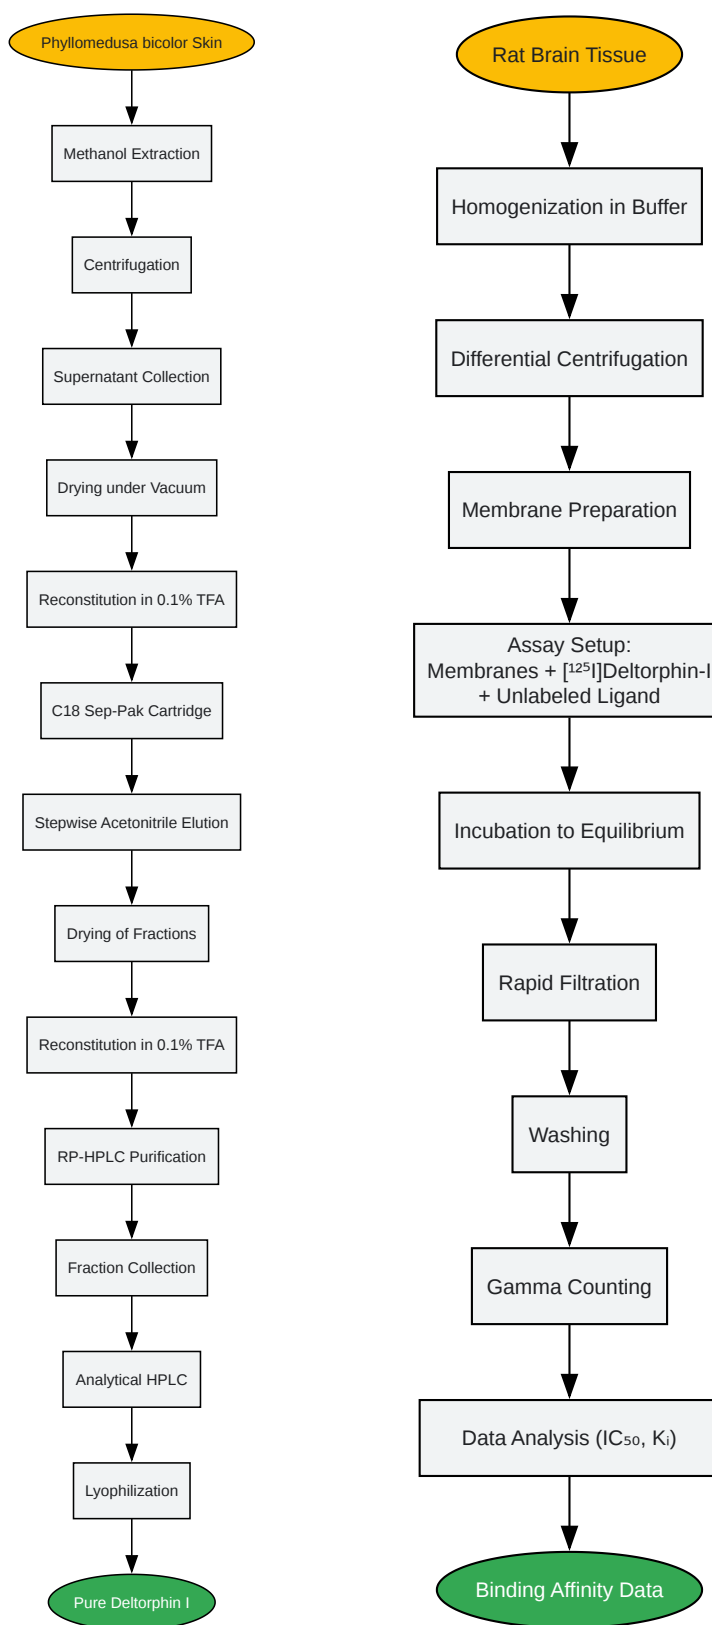 Phyllomedusa bicolor Skin
Methanol Extraction
Centrifugation
Supernatant Collection
Drying under Vacuum
Reconstitution in 0.1% TFA
C18 Sep-Pak Cartridge
Stepwise Acetonitrile Elution
Drying of Fractions
Reconstitution in 0.1% TFA
RP-HPLC Purification
Fraction Collection
Analytical HPLC
Lyophilization
Pure Deltorphin I
Rat Brain Tissue
Homogenization in Buffer
Differential Centrifugation
Membrane Preparation
Assay Setup:
Membranes + [¹²⁵I]Deltorphin-I
+ Unlabeled Ligand
Incubation to Equilibrium
Rapid Filtration
Washing
Gamma Counting
Data Analysis (IC₅₀, Kᵢ)
Binding Affinity Data